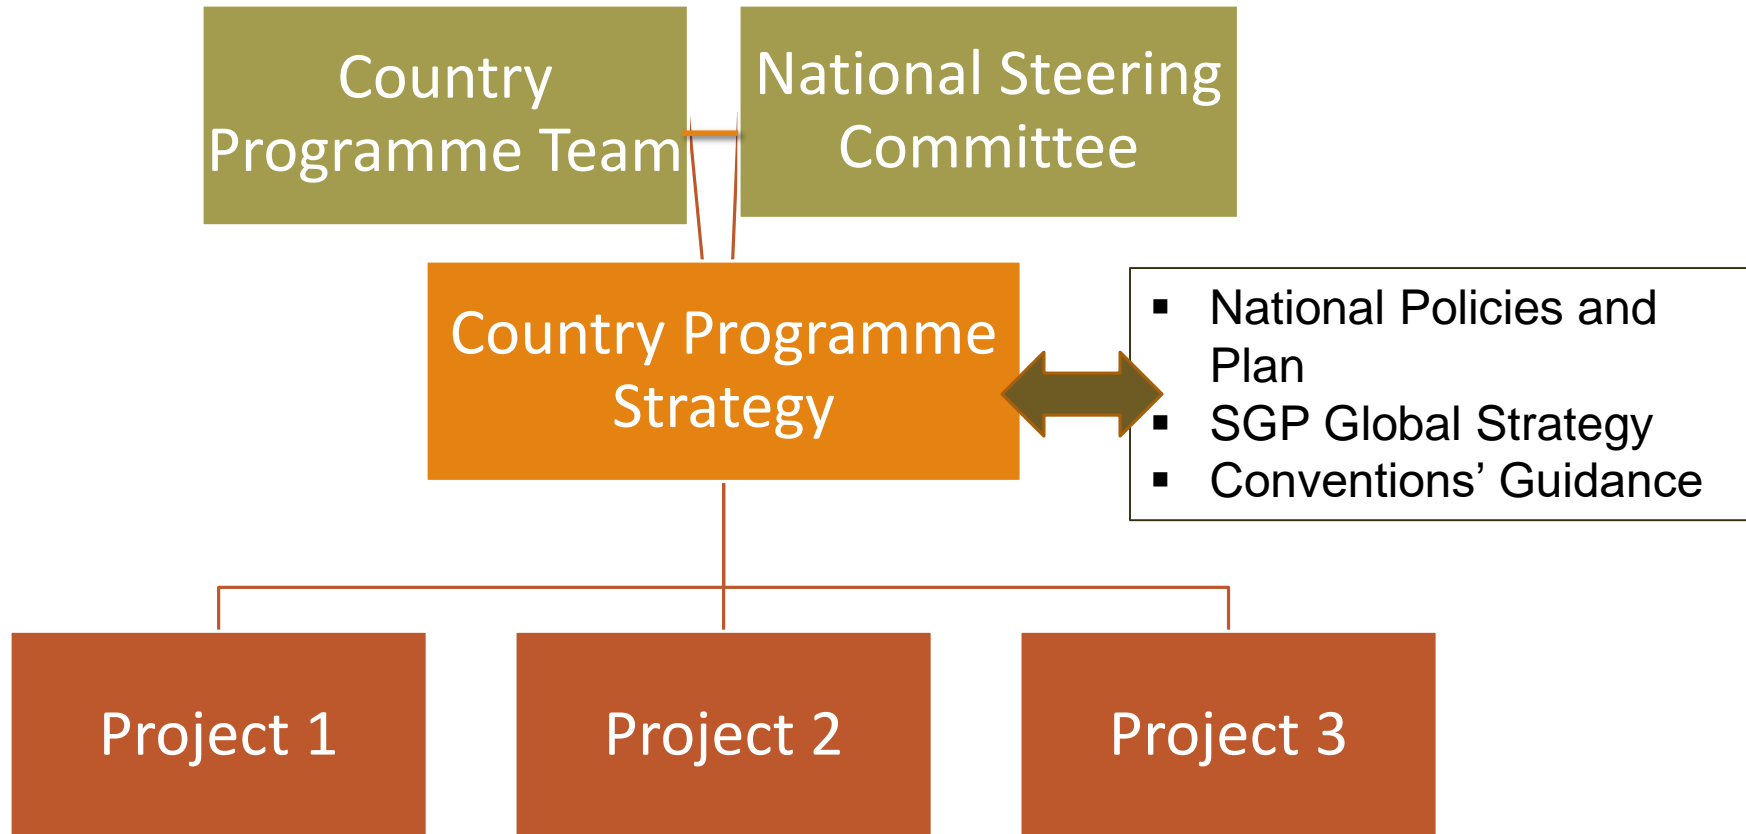 Country
Programme Team
National Steering
Committee
Country Programme
Strategy
▪ National Policies and
Plan
▪ SGP Global Strategy
▪ Conventions’ Guidance
Project 1
Project 2
Project 3